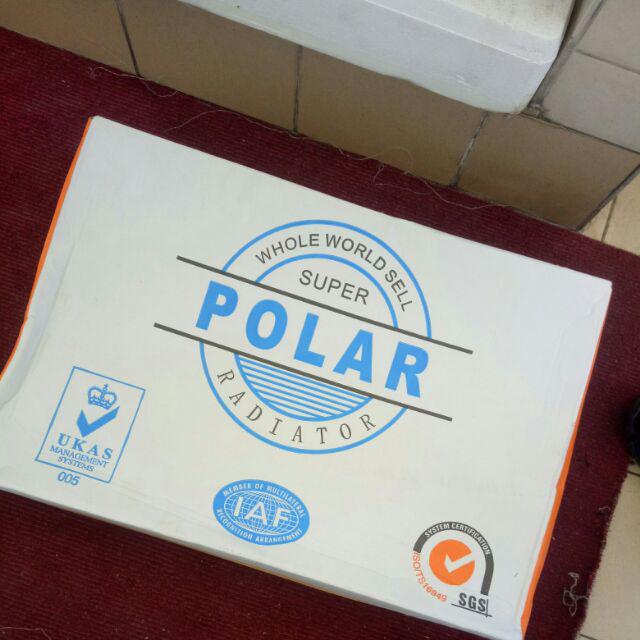 WHOLE WORLD SELL
SUPER
POLAR
RADIATOR
UKAS
MANAGEMENT
SYSTEMS
005
MEMBER OF MULTILATERAL
IAF
RECOGNITION ARRANGEMENT
SYSTEM CERTIFICATION
ISO/TS16949
SGS